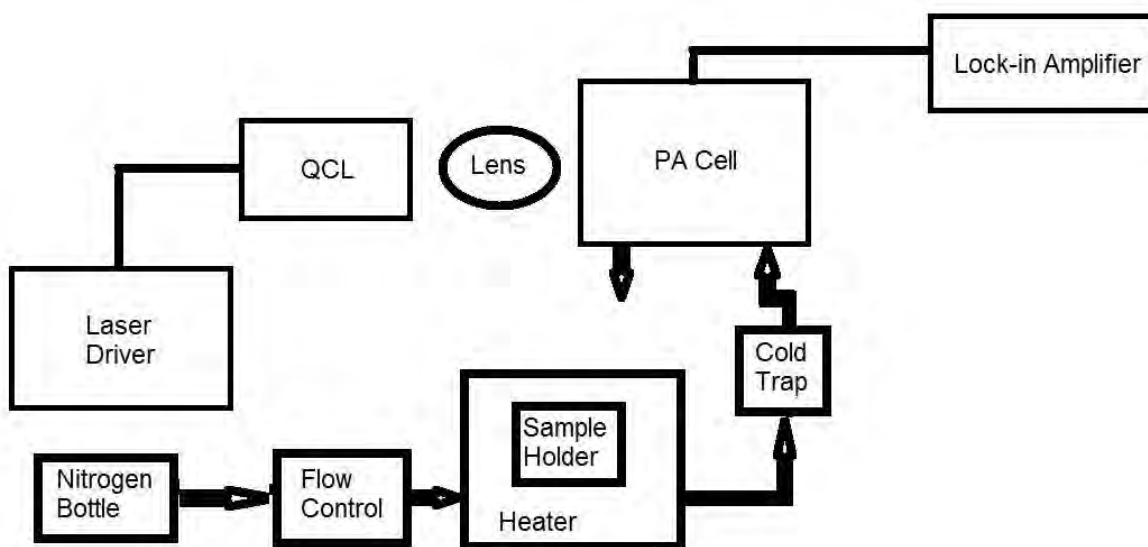 Lock-in Amplifier
PA Cell
Lens
QCL
Laser
Driver
Cold
Trap
Sample
Holder
Heater
Flow
Control
Nitrogen
Bottle